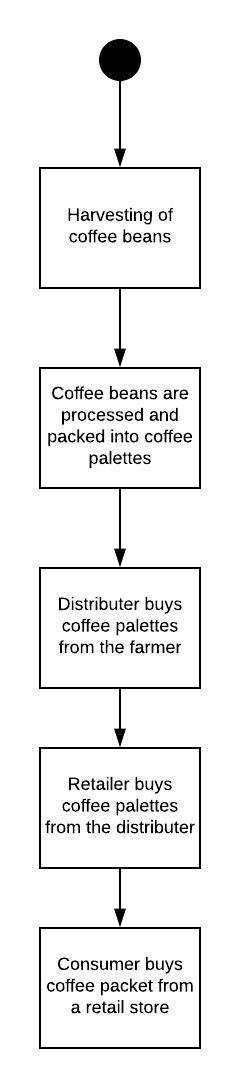 Harvesting of
coffee beans
Coffee beans are
processed and
packed into coffee
palettes
Distributer buys
coffee palettes
from the farmer
Retailer buys
coffee palettes
from the distributer
Consumer buys
coffee packet from
a retail store